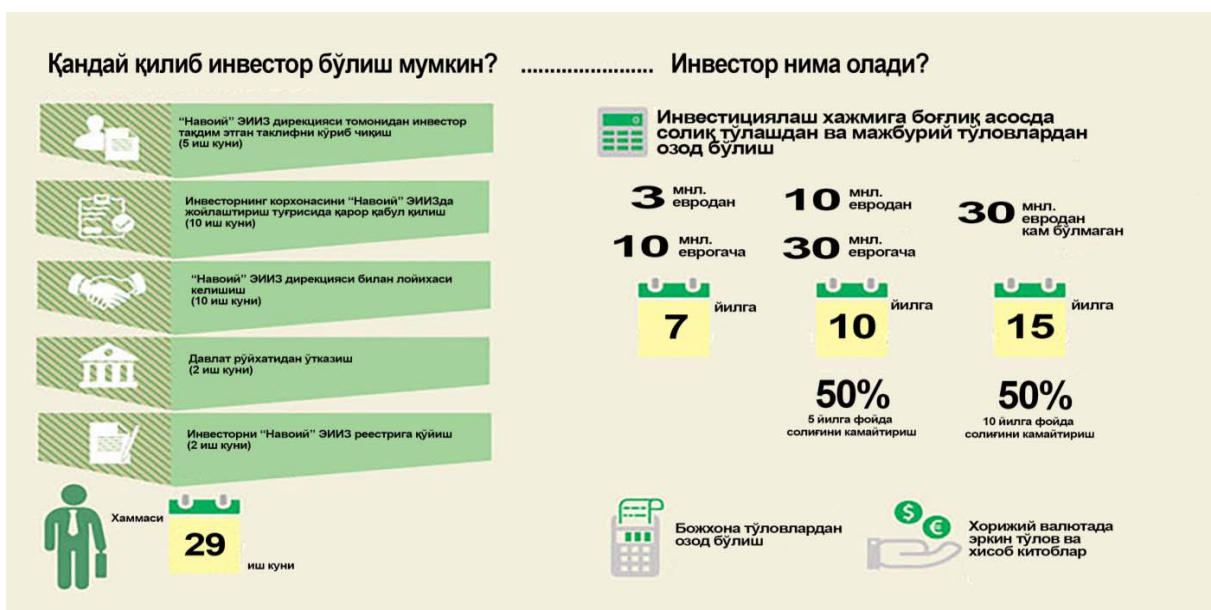 Қандай қилиб инвестор бўлиш мумкин? ....................... Инвестор нима олади?
“Навоий” ЭИИЗ дирекцияси томонидан инвестор
тақдим этган таклифни кўриб чиқиш
(5 иш куни)
Инвесторнинг корхонасини “Навоий” ЭИИЗда
жойлаштириш туғрисида қарор қабул қилиш
(10 иш куни)
“Навоий” ЭИИЗ дирекцияси билан лойихаси
келишиш
(10 иш куни)
Давлат рўйхатидан ўтказиш
(2 иш куни)
Инвесторни “Навоий” ЭИИЗ реестрига қўйиш
(2 иш куни)
Хаммаси
29
иш куни
Инвестициялаш хажмига боғлиқ асосда
солиқ тўлашдан ва мажбурий тўловлардан
озод бўлиш
3 мнл.
евродан
10 мнл.
еврогача
7
йилга
10 мнл.
евродан
30 мнл.
еврогача
10
йилга
50%
5 йилга фойда
солиғини камайтириш
30 мнл.
евродан
кам бўлмаган
15
йилга
50%
10 йилга фойда
солиғини камайтириш
Божхона тўловлардан
озод бўлиш
$
€
Хорижий валютада
эркин тўлов ва
хисоб китоблар